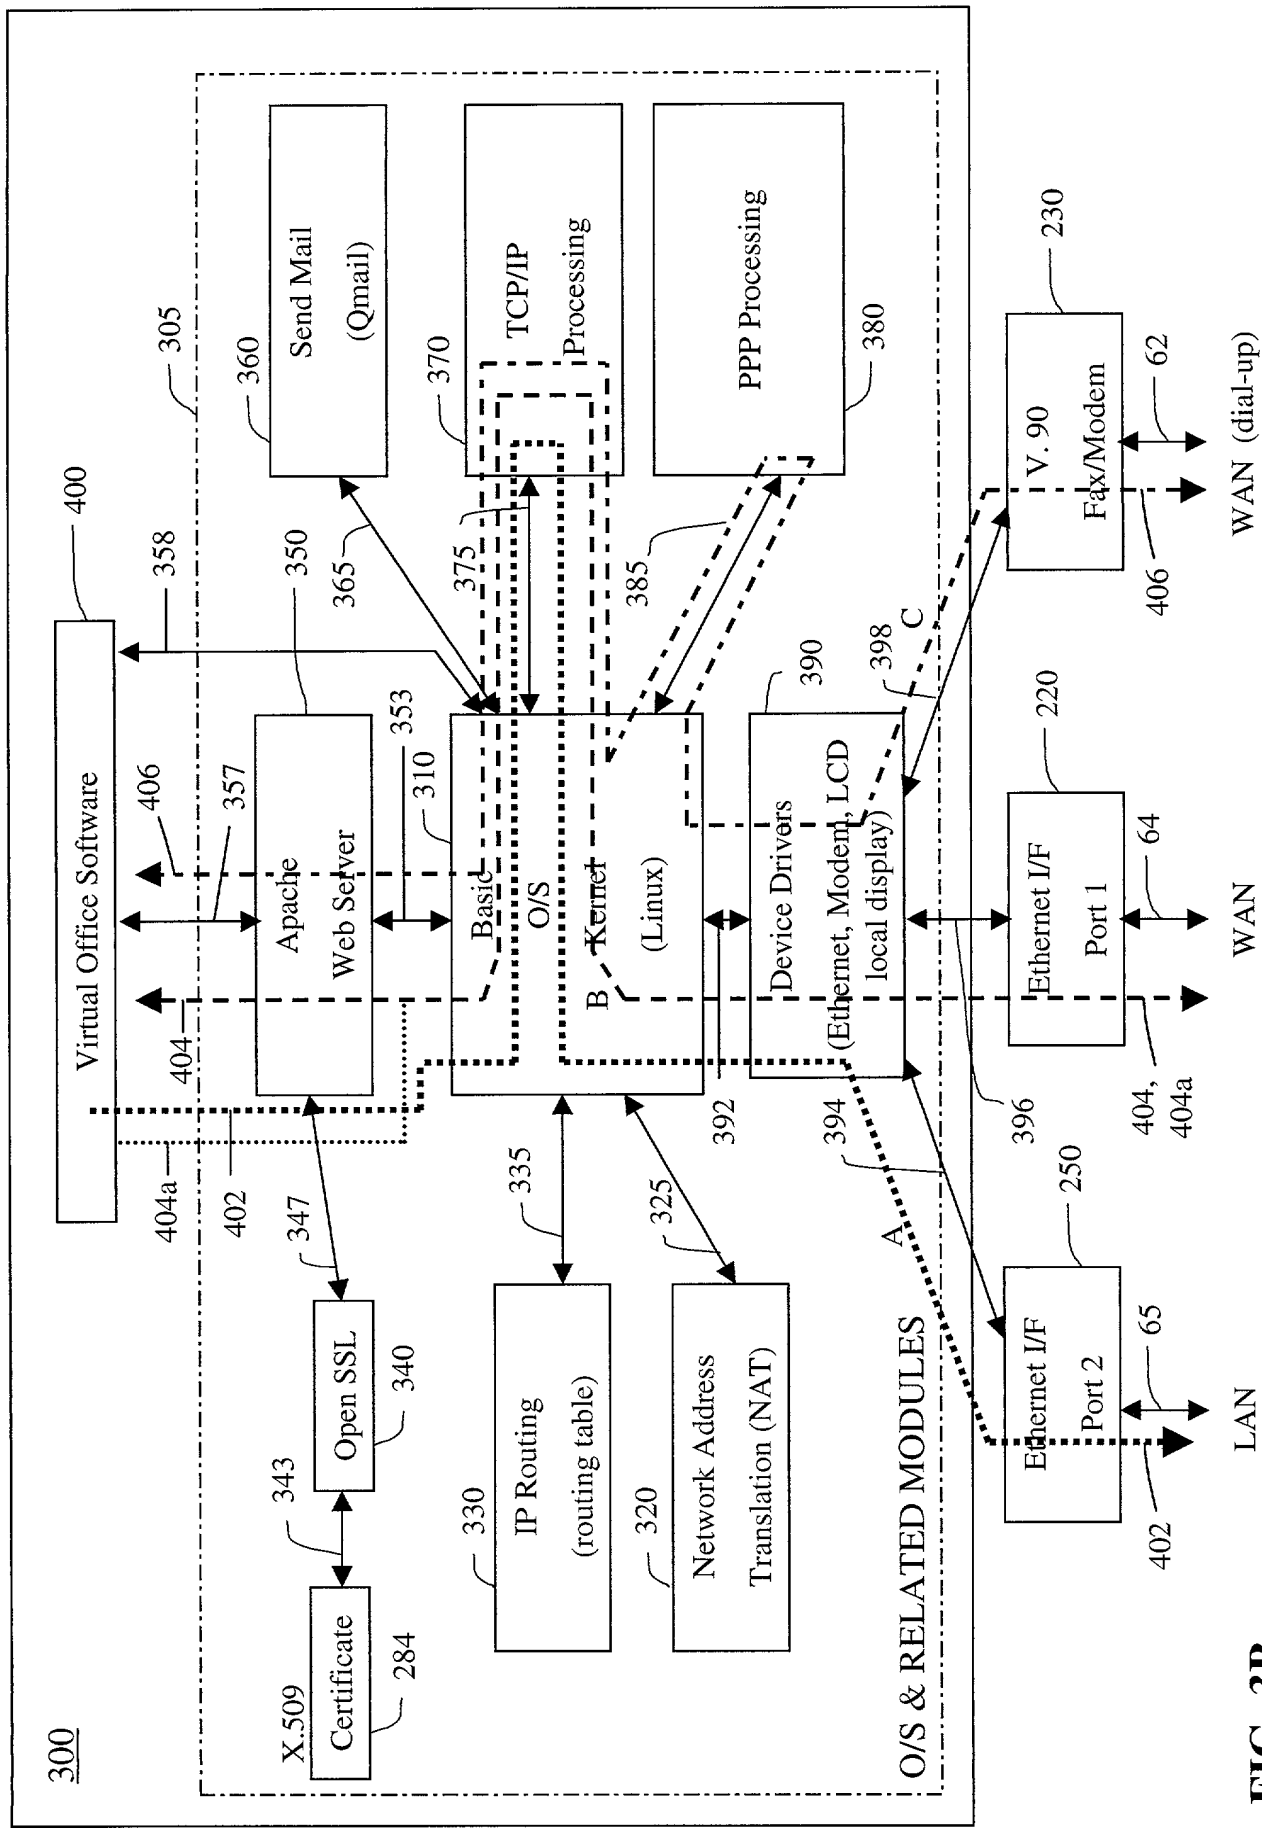 300
400
Virtual Office Software
404a
402
404
406
357
358
305
X.509
Certificate
284
343
Open SSL
340
347
Apache
Web Server
350
353
365
360
Send Mail
(Qmail)
330
IP Routing
(routing table)
335
310
Basic
O/S
Kernel
(Linux)
B
375
370
TCP/IP
Processing
320
Network Address
Translation (NAT)
325
385
PPP Processing
380
392
390
Device Drivers
(Ethernet, Modem, LCD
local display)
394
A
398
C
O/S & RELATED MODULES
396
250
Ethernet I/F
Port 2
220
Ethernet I/F
Port 1
230
V. 90
Fax/Modem
402
65
404,
404a
64
406
62
LAN
WAN
WAN (dial-up)